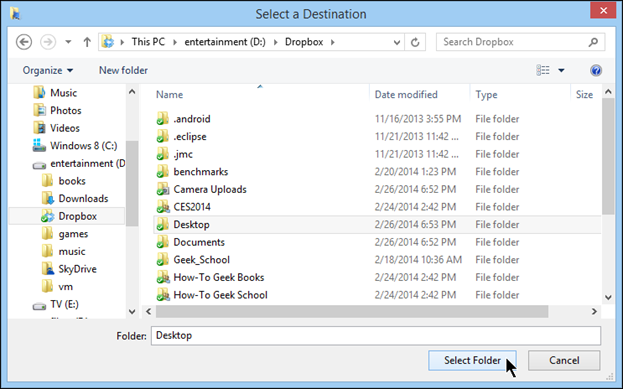 Select a Destination
This PC entertainment (D:) Dropbox Search Dropbox
Organize New folder
Name Date modified Type Size
Music
Photos
Videos
Windows 8 (C:)
entertainment (D
books
Downloads
Dropbox
games
music
SkyDrive
vm
TV (E:)
.android 11/16/2013 3:55 PM File folder
.eclipse 11/21/2013 11:42 ... File folder
.jmc 11/21/2013 11:42 ... File folder
benchmarks 2/20/2014 1:23 PM File folder
Camera Uploads 2/26/2014 6:52 PM File folder
CES2014 2/24/2014 2:42 PM File folder
Desktop 2/26/2014 6:53 PM File folder
Documents 2/26/2014 6:52 PM File folder
Geek_School 2/18/2014 10:36 AM File folder
How-To Geek Books 2/24/2014 2:42 PM File folder
How-To Geek School 2/24/2014 2:42 PM File folder
Folder: Desktop
Select Folder Cancel